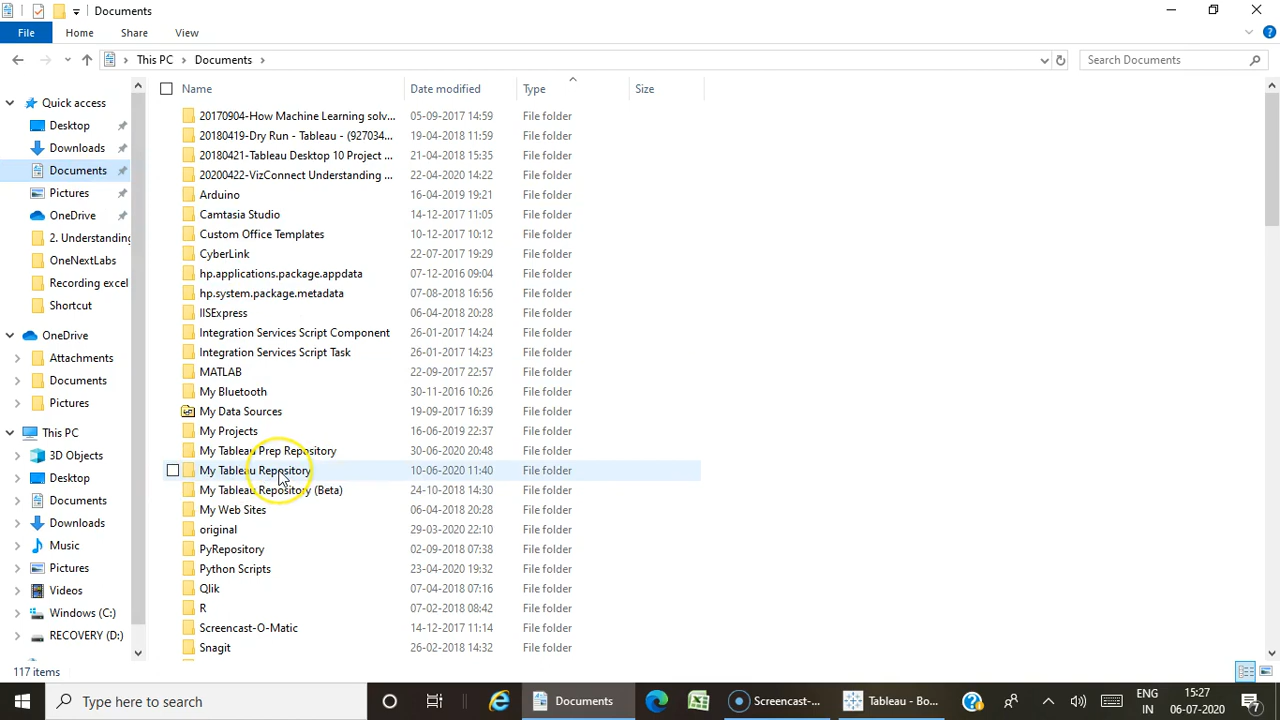 Documents
File
Home
Share
View
This PC
Documents
Search Documents
Name
Date modified
Type
Size
Quick access
Desktop
Downloads
Documents
Pictures
OneDrive
2. Understanding
OneNextLabs
Recording excel
Shortcut
OneDrive
Attachments
Documents
Pictures
This PC
3D Objects
Desktop
Documents
Downloads
Music
Pictures
Videos
Windows (C:)
RECOVERY (D:)
20170904-How Machine Learning solv... 05-09-2017 14:59 File folder
20180419-Dry Run - Tableau - (927034... 19-04-2018 11:59 File folder
20180421-Tableau Desktop 10 Project ... 21-04-2018 15:35 File folder
20200422-VizConnect Understanding ... 22-04-2020 14:22 File folder
Arduino 16-04-2019 19:21 File folder
Camtasia Studio 14-12-2017 11:05 File folder
Custom Office Templates 10-12-2017 10:12 File folder
CyberLink 22-07-2017 19:29 File folder
hp.applications.package.appdata 07-12-2016 09:04 File folder
hp.system.package.metadata 07-08-2018 16:56 File folder
IISExpress 06-04-2018 20:28 File folder
Integration Services Script Component 26-01-2017 14:24 File folder
Integration Services Script Task 26-01-2017 14:23 File folder
MATLAB 22-09-2017 22:57 File folder
My Bluetooth 30-11-2016 10:26 File folder
My Data Sources 19-09-2017 16:39 File folder
My Projects 16-06-2019 22:37 File folder
My Tableau Prep Repository 30-06-2020 20:48 File folder
My Tableau Repository 10-06-2020 11:40 File folder
My Tableau Repository (Beta) 24-10-2018 14:30 File folder
My Web Sites 06-04-2018 20:28 File folder
original 29-03-2020 22:10 File folder
PyRepository 02-09-2018 07:38 File folder
Python Scripts 23-04-2020 19:32 File folder
Qlik 07-04-2018 07:16 File folder
R 07-02-2018 08:42 File folder
Screencast-O-Matic 14-12-2017 11:14 File folder
Snagit 26-02-2018 14:32 File folder
117 items
Type here to search
Documents
Screencast-...
Tableau - Bo...
ENG
IN
15:27
06-07-2020
7